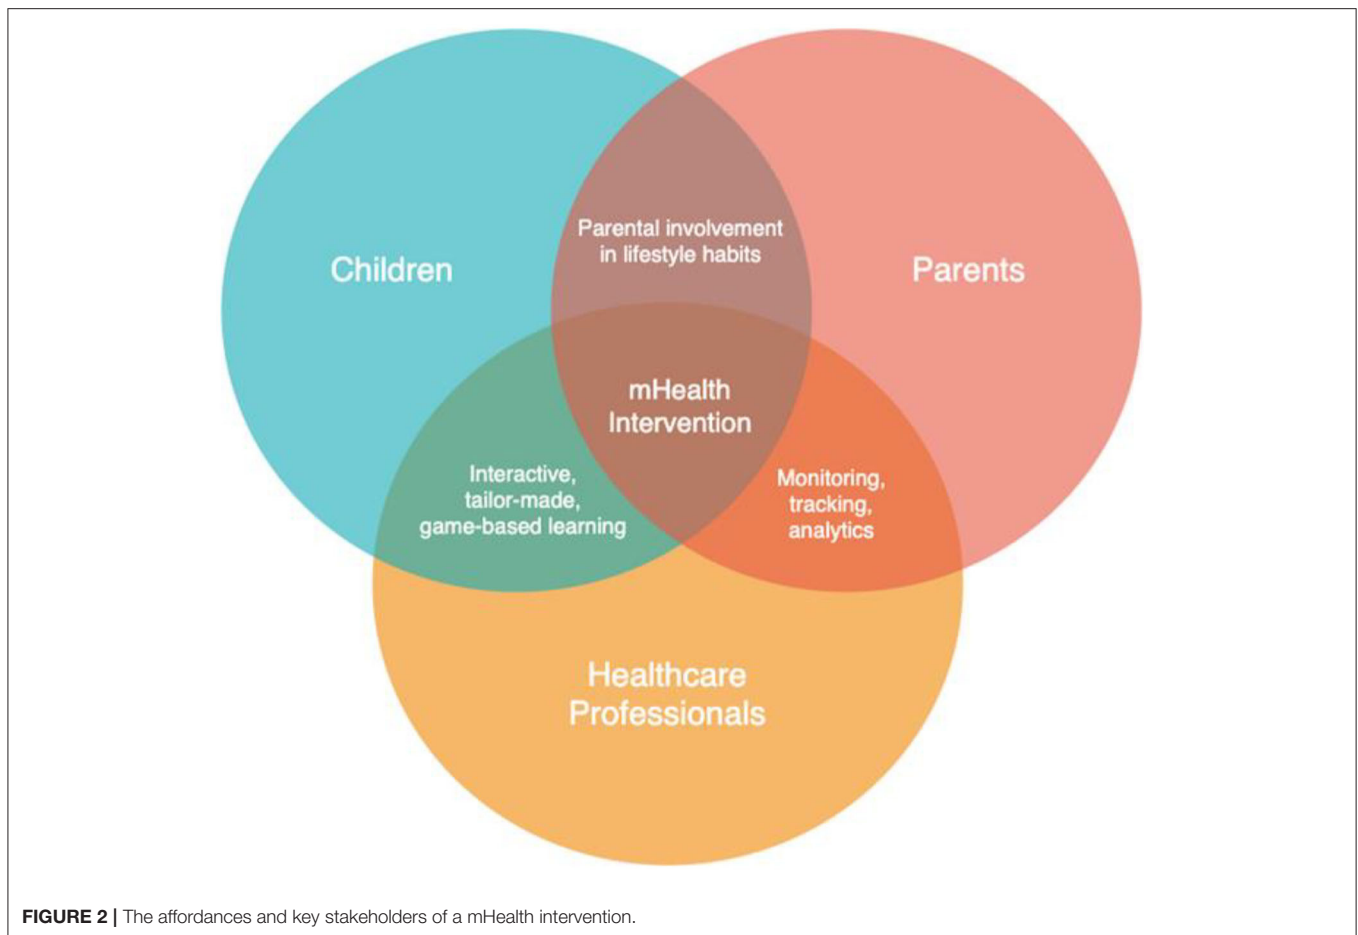 Parental involvement
in lifestyle habits
Children
Parents
mHealth
Intervention
Interactive,
tailor-made,
game-based learning
Monitoring,
tracking,
analytics
Healthcare
Professionals
FIGURE 2 | The affordances and key stakeholders of a mHealth intervention.